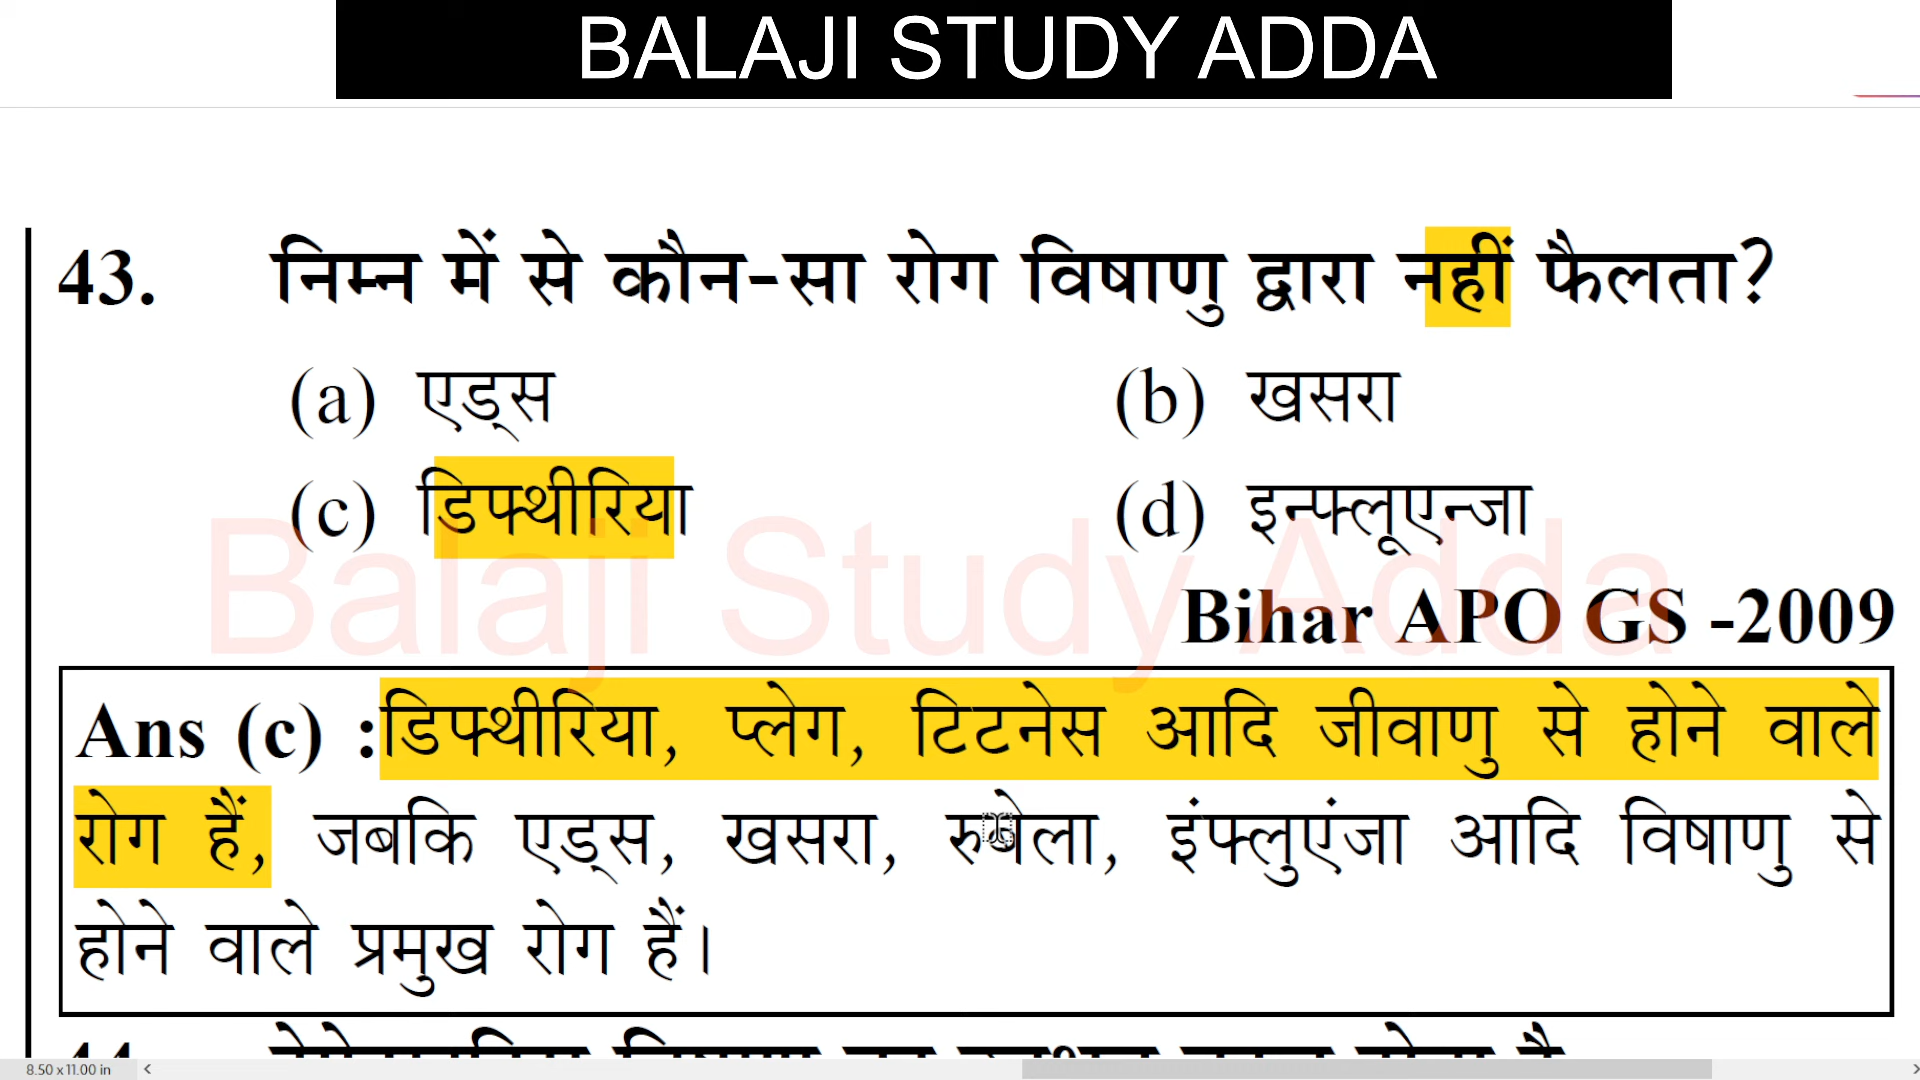 BALAJI STUDY ADDA
43. निम्न में से कौन-सा रोग विषाणु द्वारा नहीं फैलता?
(a) एड्स (b) खसरा
(c) डिफ्थीरिया (d) इन्फ्लूएन्जा
Balaji Study Adda
Bihar APO GS -2009
Ans (c) :डिफ्थीरिया, प्लेग, टिटनेस आदि जीवाणु से होने वाले
रोग हैं, जबकि एड्स, खसरा, रुबेला, इंफ्लुएंजा आदि विषाणु से
होने वाले प्रमुख रोग हैं।
8.50 x 11.00 in